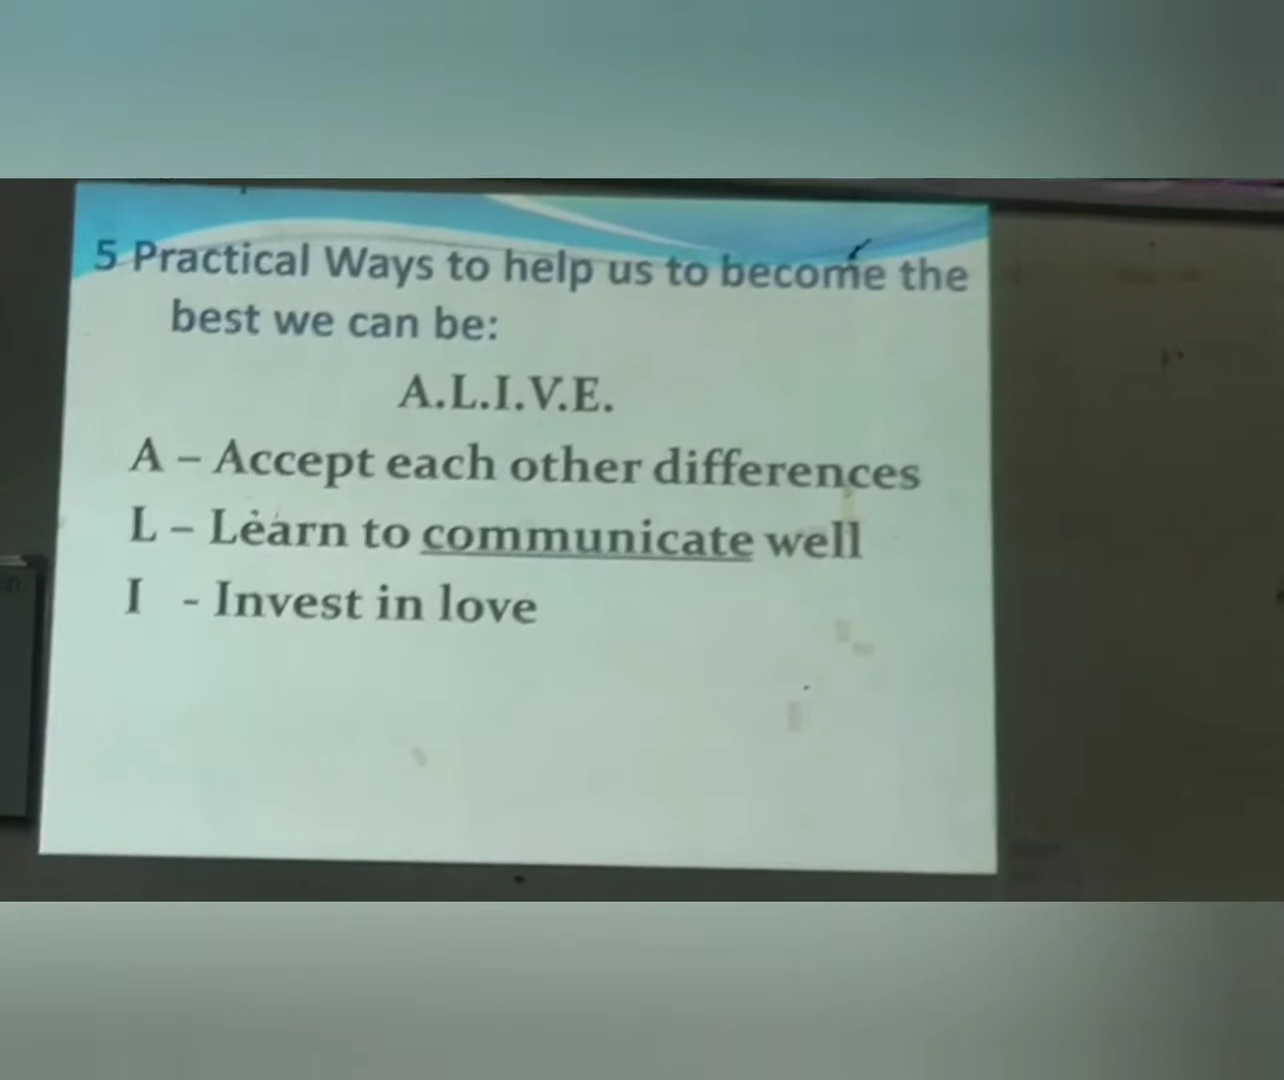 5 Practical Ways to help us to become the
best we can be:
A.L.I.V.E.
A – Accept each other differences
L – Learn to communicate well
I - Invest in love